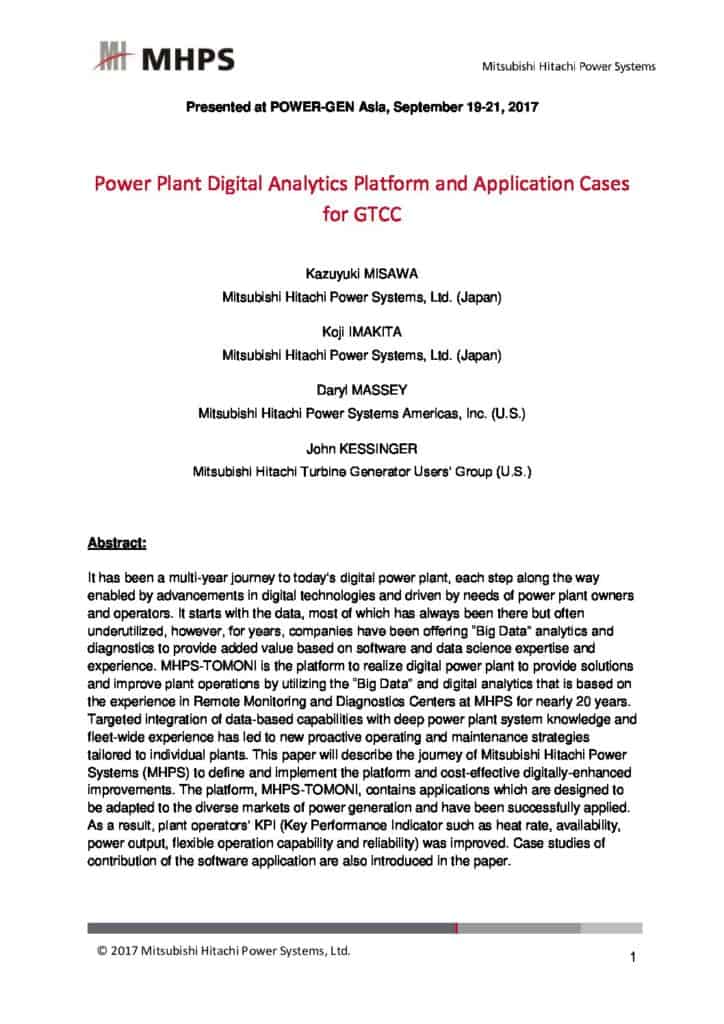 MHPS
Mitsubishi Hitachi Power Systems
Presented at POWER-GEN Asia, September 19-21, 2017
Power Plant Digital Analytics Platform and Application Cases
for GTCC
Kazuyuki MISAWA
Mitsubishi Hitachi Power Systems, Ltd. (Japan)
Koji IMAKITA
Mitsubishi Hitachi Power Systems, Ltd. (Japan)
Daryl MASSEY
Mitsubishi Hitachi Power Systems Americas, Inc. (U.S.)
John KESSINGER
Mitsubishi Hitachi Turbine Generator Users' Group (U.S.)
Abstract:
It has been a multi-year journey to today's digital power plant, each step along the way
enabled by advancements in digital technologies and driven by needs of power plant owners
and operators. It starts with the data, most of which has always been there but often
underutilized, however, for years, companies have been offering "Big Data" analytics and
diagnostics to provide added value based on software and data science expertise and
experience. MHPS-TOMONI is the platform to realize digital power plant to provide solutions
and improve plant operations by utilizing the "Big Data" and digital analytics that is based on
the experience in Remote Monitoring and Diagnostics Centers at MHPS for nearly 20 years.
Targeted integration of data-based capabilities with deep power plant system knowledge and
fleet-wide experience has led to new proactive operating and maintenance strategies
tailored to individual plants. This paper will describe the journey of Mitsubishi Hitachi Power
Systems (MHPS) to define and implement the platform and cost-effective digitally-enhanced
improvements. The platform, MHPS-TOMONI, contains applications which are designed to
be adapted to the diverse markets of power generation and have been successfully applied.
As a result, plant operators' KPI (Key Performance Indicator such as heat rate, availability,
power output, flexible operation capability and reliability) was improved. Case studies of
contribution of the software application are also introduced in the paper.
© 2017 Mitsubishi Hitachi Power Systems, Ltd.
1